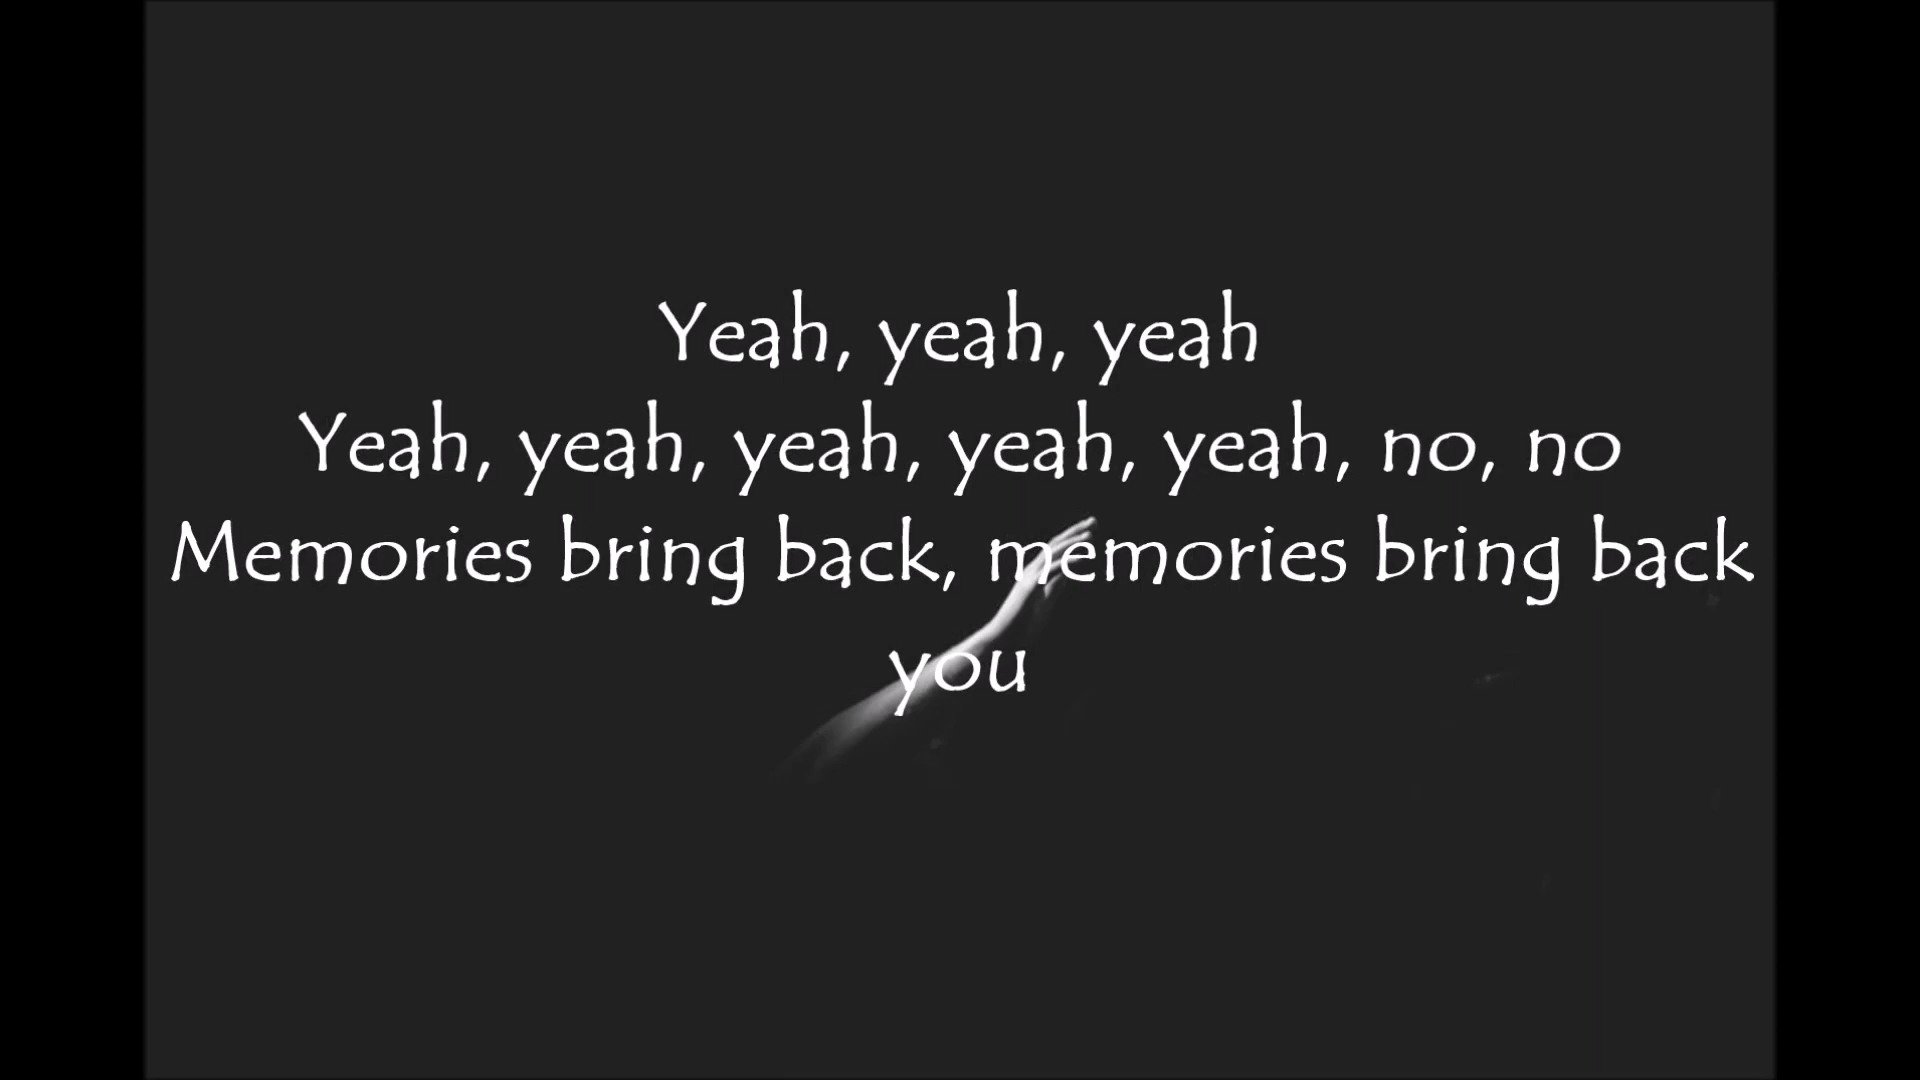 Yeah, yeah, yeah
Yeah, yeah, yeah, yeah, yeah, no, no
Memories bring back, memories bring back
you